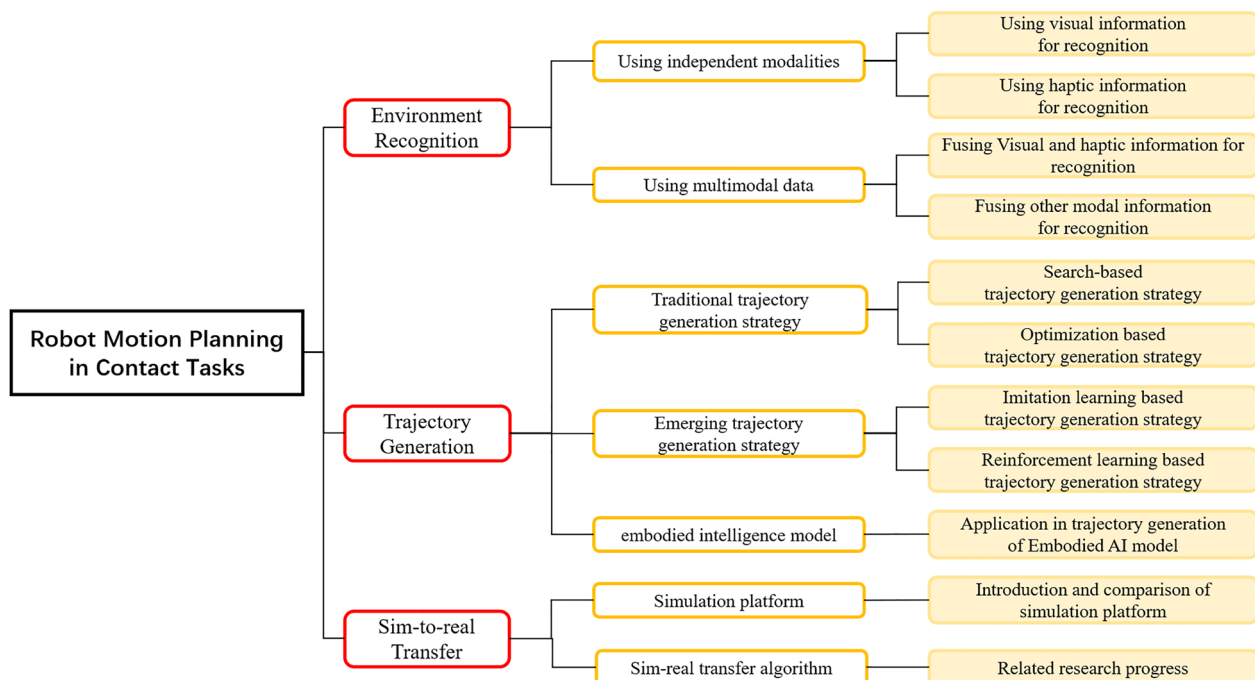 Robot Motion Planning
in Contact Tasks
Environment
Recognition
Using independent modalities
Using visual information
for recognition
Using haptic information
for recognition
Using multimodal data
Fusing Visual and haptic information for
recognition
Fusing other modal information
for recognition
Trajectory
Generation
Traditional trajectory
generation strategy
Search-based
trajectory generation strategy
Optimization based
trajectory generation strategy
Emerging trajectory
generation strategy
Imitation learning based
trajectory generation strategy
Reinforcement learning based
trajectory generation strategy
embodied intelligence model
Application in trajectory generation
of Embodied AI model
Sim-to-real
Transfer
Simulation platform
Introduction and comparison of
simulation platform
Sim-real transfer algorithm
Related research progress